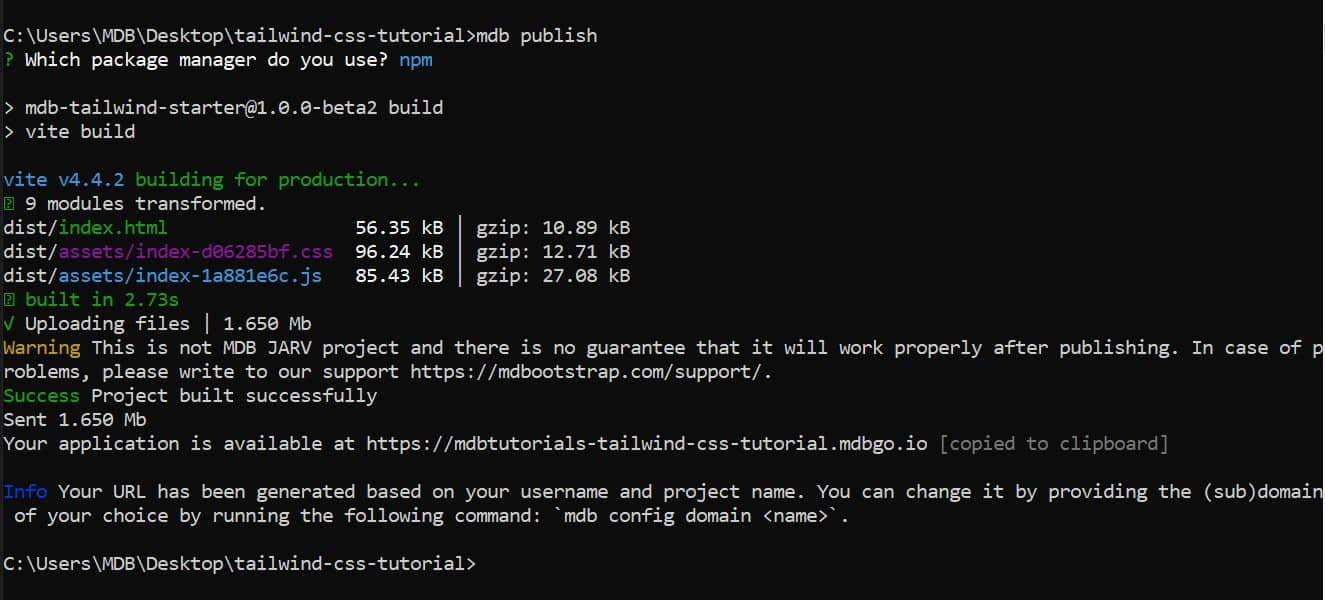 C:\Users\MDB\Desktop\tailwind-css-tutorial>mdb publish
? Which package manager do you use? npm
> mdb-tailwind-starter@1.0.0-beta2 build
> vite build
vite v4.4.2 building for production...
9 modules transformed.
dist/index.html 56.35 kB │ gzip: 10.89 kB
dist/assets/index-d06285bf.css 96.24 kB │ gzip: 12.71 kB
dist/assets/index-1a881e6c.js 85.43 kB │ gzip: 27.08 kB
built in 2.73s
√ Uploading files | 1.650 Mb
Warning This is not MDB JARV project and there is no guarantee that it will work properly after publishing. In case of p
roblems, please write to our support https://mdbootstrap.com/support/.
Success Project built successfully
Sent 1.650 Mb
Your application is available at https://mdbtutorials-tailwind-css-tutorial.mdbgo.io [copied to clipboard]
Info Your URL has been generated based on your username and project name. You can change it by providing the (sub)domain
of your choice by running the following command: `mdb config domain <name>`.
C:\Users\MDB\Desktop\tailwind-css-tutorial>